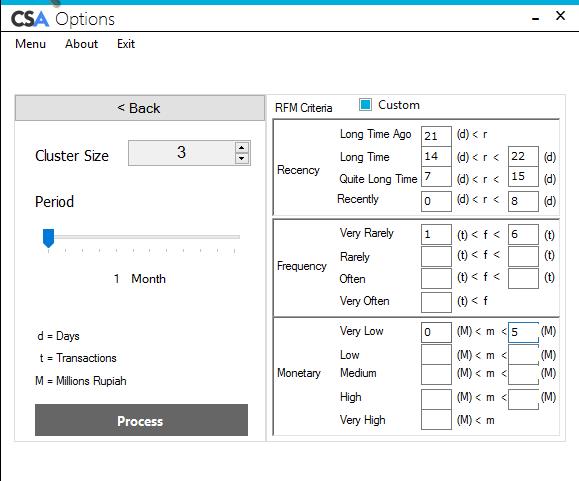 CSA Options
Menu About Exit
< Back
Cluster Size 3
Period
1 Month
d = Days
t = Transactions
M = Millions Rupiah
Process
RFM Criteria Custom
Recency
Long Time Ago 21 (d) < r
Long Time 14 (d) < r < 22 (d)
Quite Long Time 7 (d) < r < 15 (d)
Recently 0 (d) < r < 8 (d)
Frequency
Very Rarely 1 (t) < f < 6 (t)
Rarely (t) < f < (t)
Often (t) < f < (t)
Very Often (t) < f
Monetary
Very Low 0 (M) < m < 5 (M)
Low (M) < m < (M)
Medium (M) < m < (M)
High (M) < m < (M)
Very High (M) < m